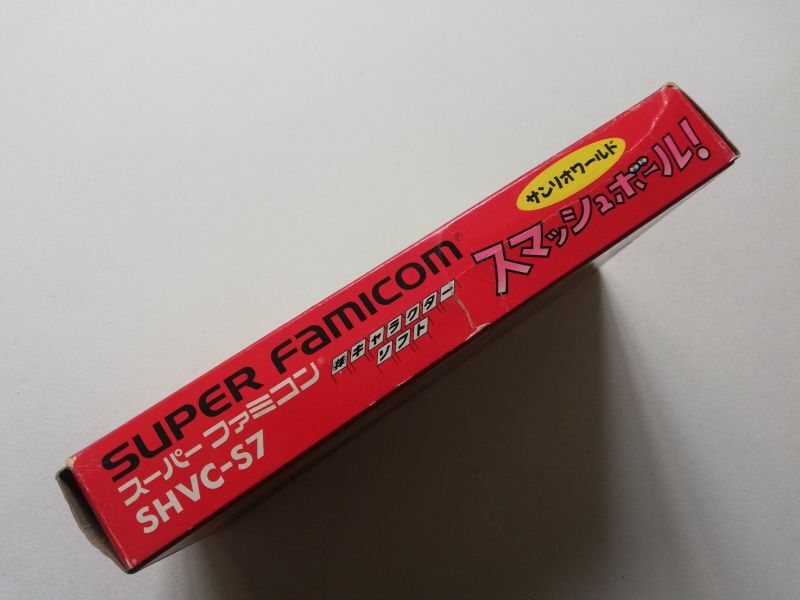 SUPER FAMICOM®
スーパーファミコン®
SHVC-S7
㈱キャラクター
ソフト
サンリオワールド
スマッシュボール!